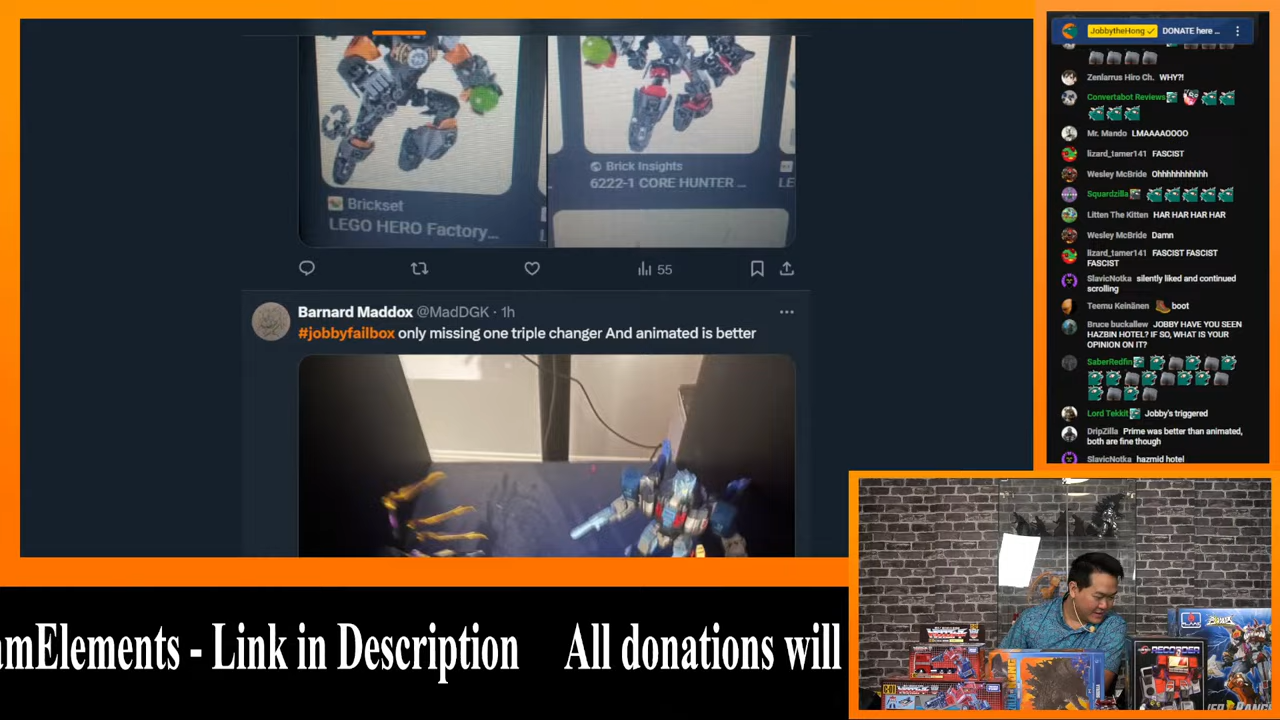 Brickset
LEGO HERO Factory...
Brick Insights
6222-1 CORE HUNTER ...
LE
55
Barnard Maddox @MadDGK · 1h
#jobbyfailbox only missing one triple changer And animated is better
JobbytheHong DONATE here ...
Zenlarrus Hiro Ch. WHY?!
Convertabot Reviews
Mr. Mando LMAAAAOOOO
lizard_tamer141 FASCIST
Wesley McBride Ohhhhhhhhhh
Squardzilla
Litten The Kitten HAR HAR HAR HAR
Wesley McBride Damn
lizard_tamer141 FASCIST FASCIST
FASCIST
SlavicNotka silently liked and continued
scrolling
Teemu Keinänen boot
Bruce buckallew JOBBY HAVE YOU SEEN
HAZBIN HOTEL? IF SO, WHAT IS YOUR
OPINION ON IT?
SaberRedfin
Lord Tekkit Jobby's triggered
DripZilla Prime was better than animated,
both are fine though
SlavicNotka hazmid hotel
RECORDER
amElements - Link in Description All donations will